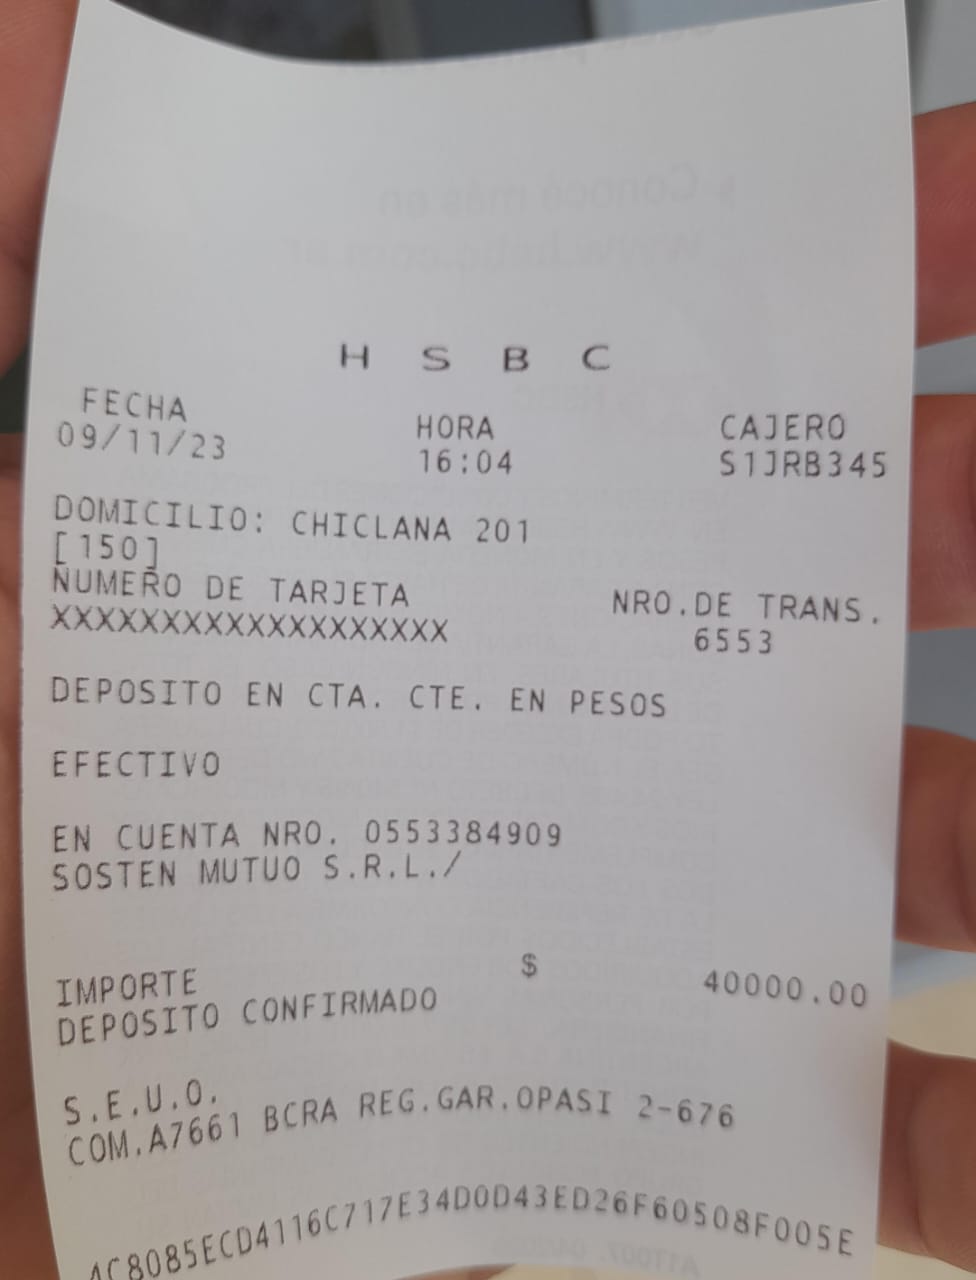 H S B C
FECHA HORA CAJERO
09/11/23 16:04 S1JRB345
DOMICILIO: CHICLANA 201
[150]
NUMERO DE TARJETA NRO.DE TRANS.
XXXXXXXXXXXXXXXXXXX 6553
DEPOSITO EN CTA. CTE. EN PESOS
EFECTIVO
EN CUENTA NRO. 0553384909
SOSTEN MUTUO S.R.L./
IMPORTE $ 40000.00
DEPOSITO CONFIRMADO
S.E.U.O.
COM.A7661 BCRA REG.GAR.OPASI 2-676
AC8085ECD4116C717E34D0D43ED26F60508F005E